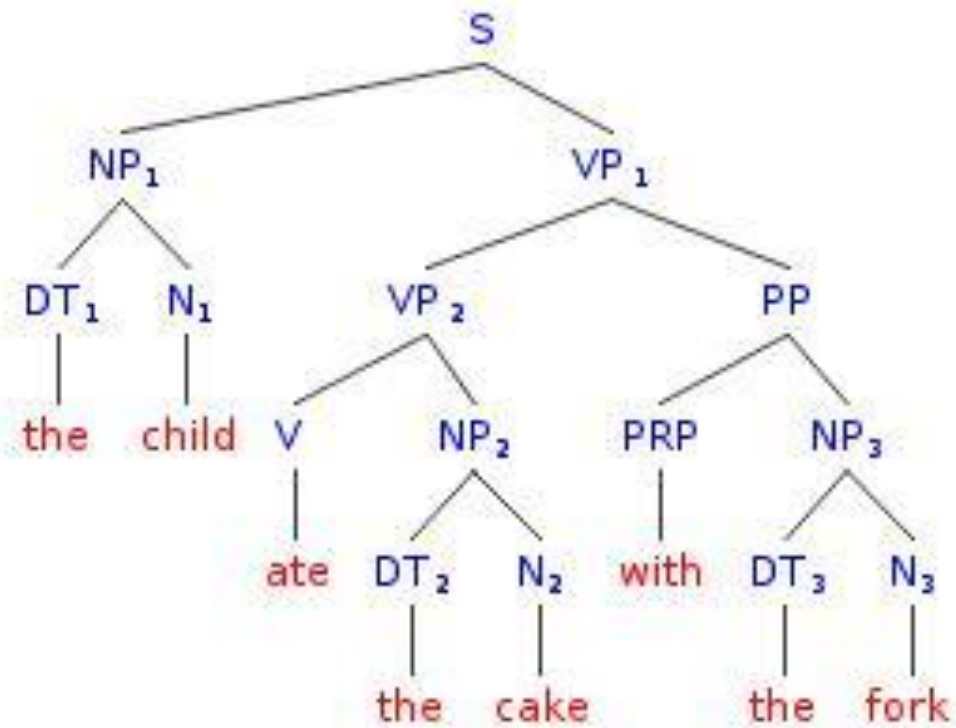 S
NP₁ VP₁
DT₁ N₁ VP₂ PP
the child V NP₂ PRP NP₃
ate DT₂ N₂ with DT₃ N₃
the cake the fork